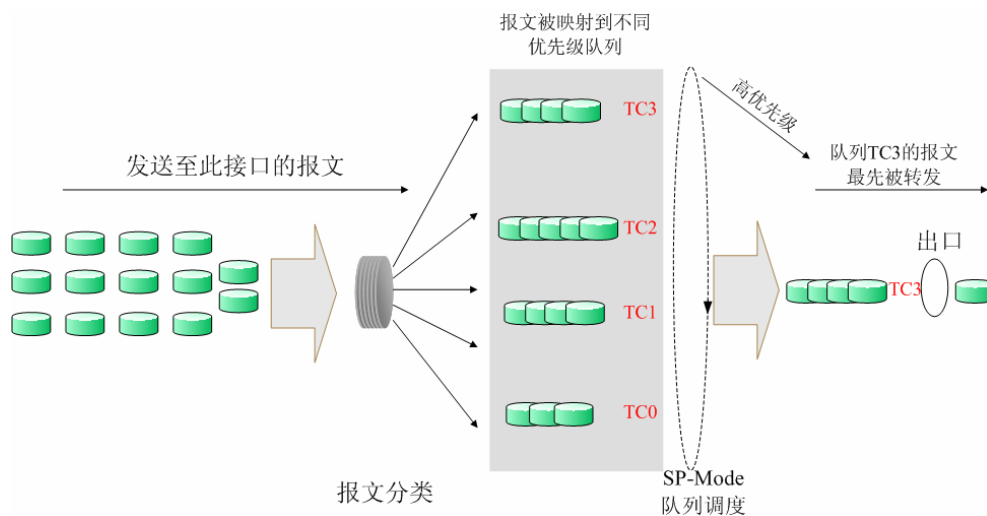 报文被映射到不同
优先级队列
发送至此接口的报文
TC3
TC2
TC1
TC0
高优先级
队列TC3的报文
最先被转发
出口
TC3
报文分类
SP-Mode
队列调度